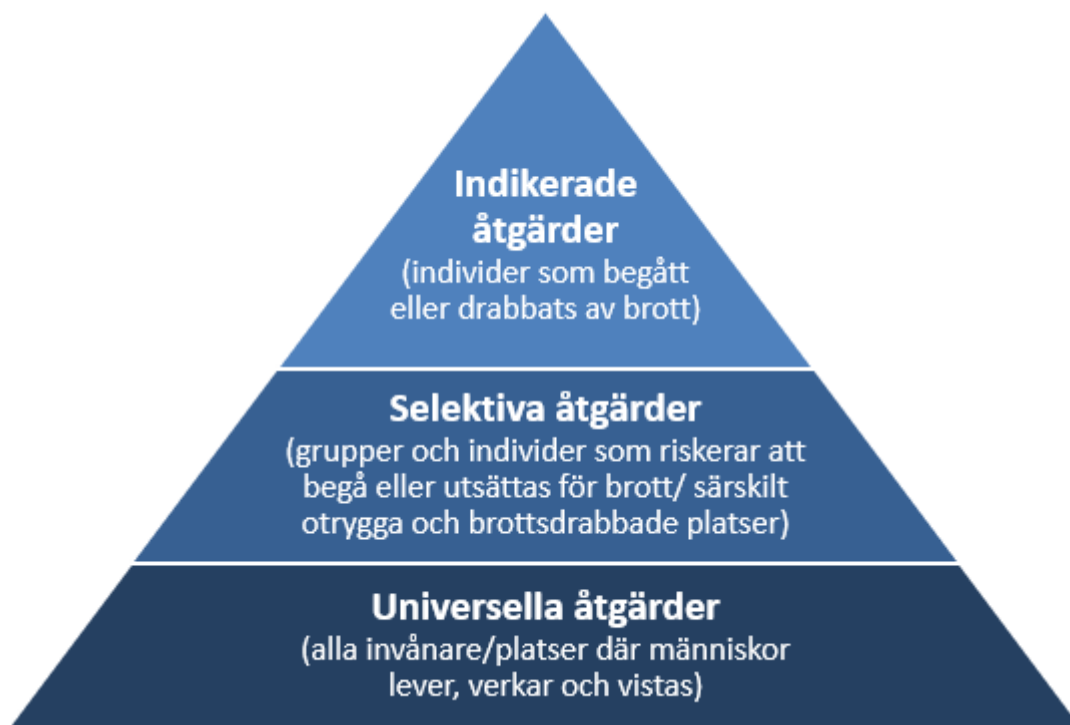 Indikerade
åtgärder
(individer som begått
eller drabbats av brott)
Selektiva åtgärder
(grupper och individer som riskerar att
begå eller utsättas för brott/ särskilt
otrygga och brottsdrabbade platser)
Universella åtgärder
(alla invånare/platser där människor
lever, verkar och vistas)